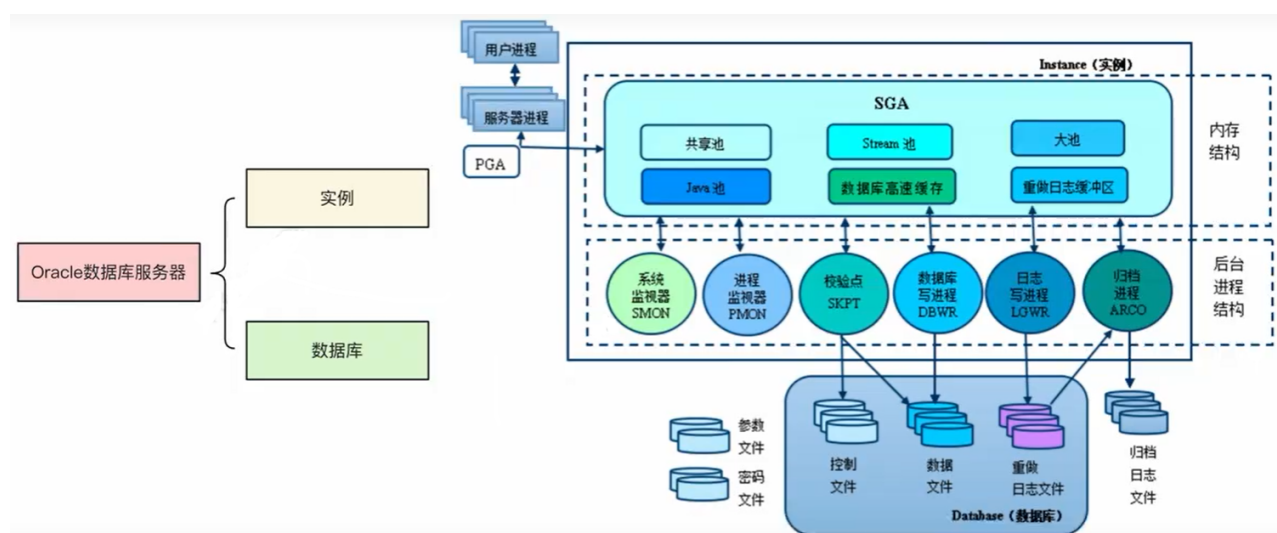 Oracle数据库服务器
实例
数据库
用户进程
服务器进程
PGA
Instance（实例）
SGA
共享池
Stream 池
大池
Java 池
数据库高速缓存
重做日志缓冲区
内存
结构
系统
监视器
SMON
进程
监视器
PMON
校验点
SKPT
数据库
写进程
DBWR
日志
写进程
LGWR
归档
进程
ARCO
后台
进程
结构
参数
文件
密码
文件
控制
文件
数据
文件
重做
日志文件
归档
日志
文件
Database（数据库）